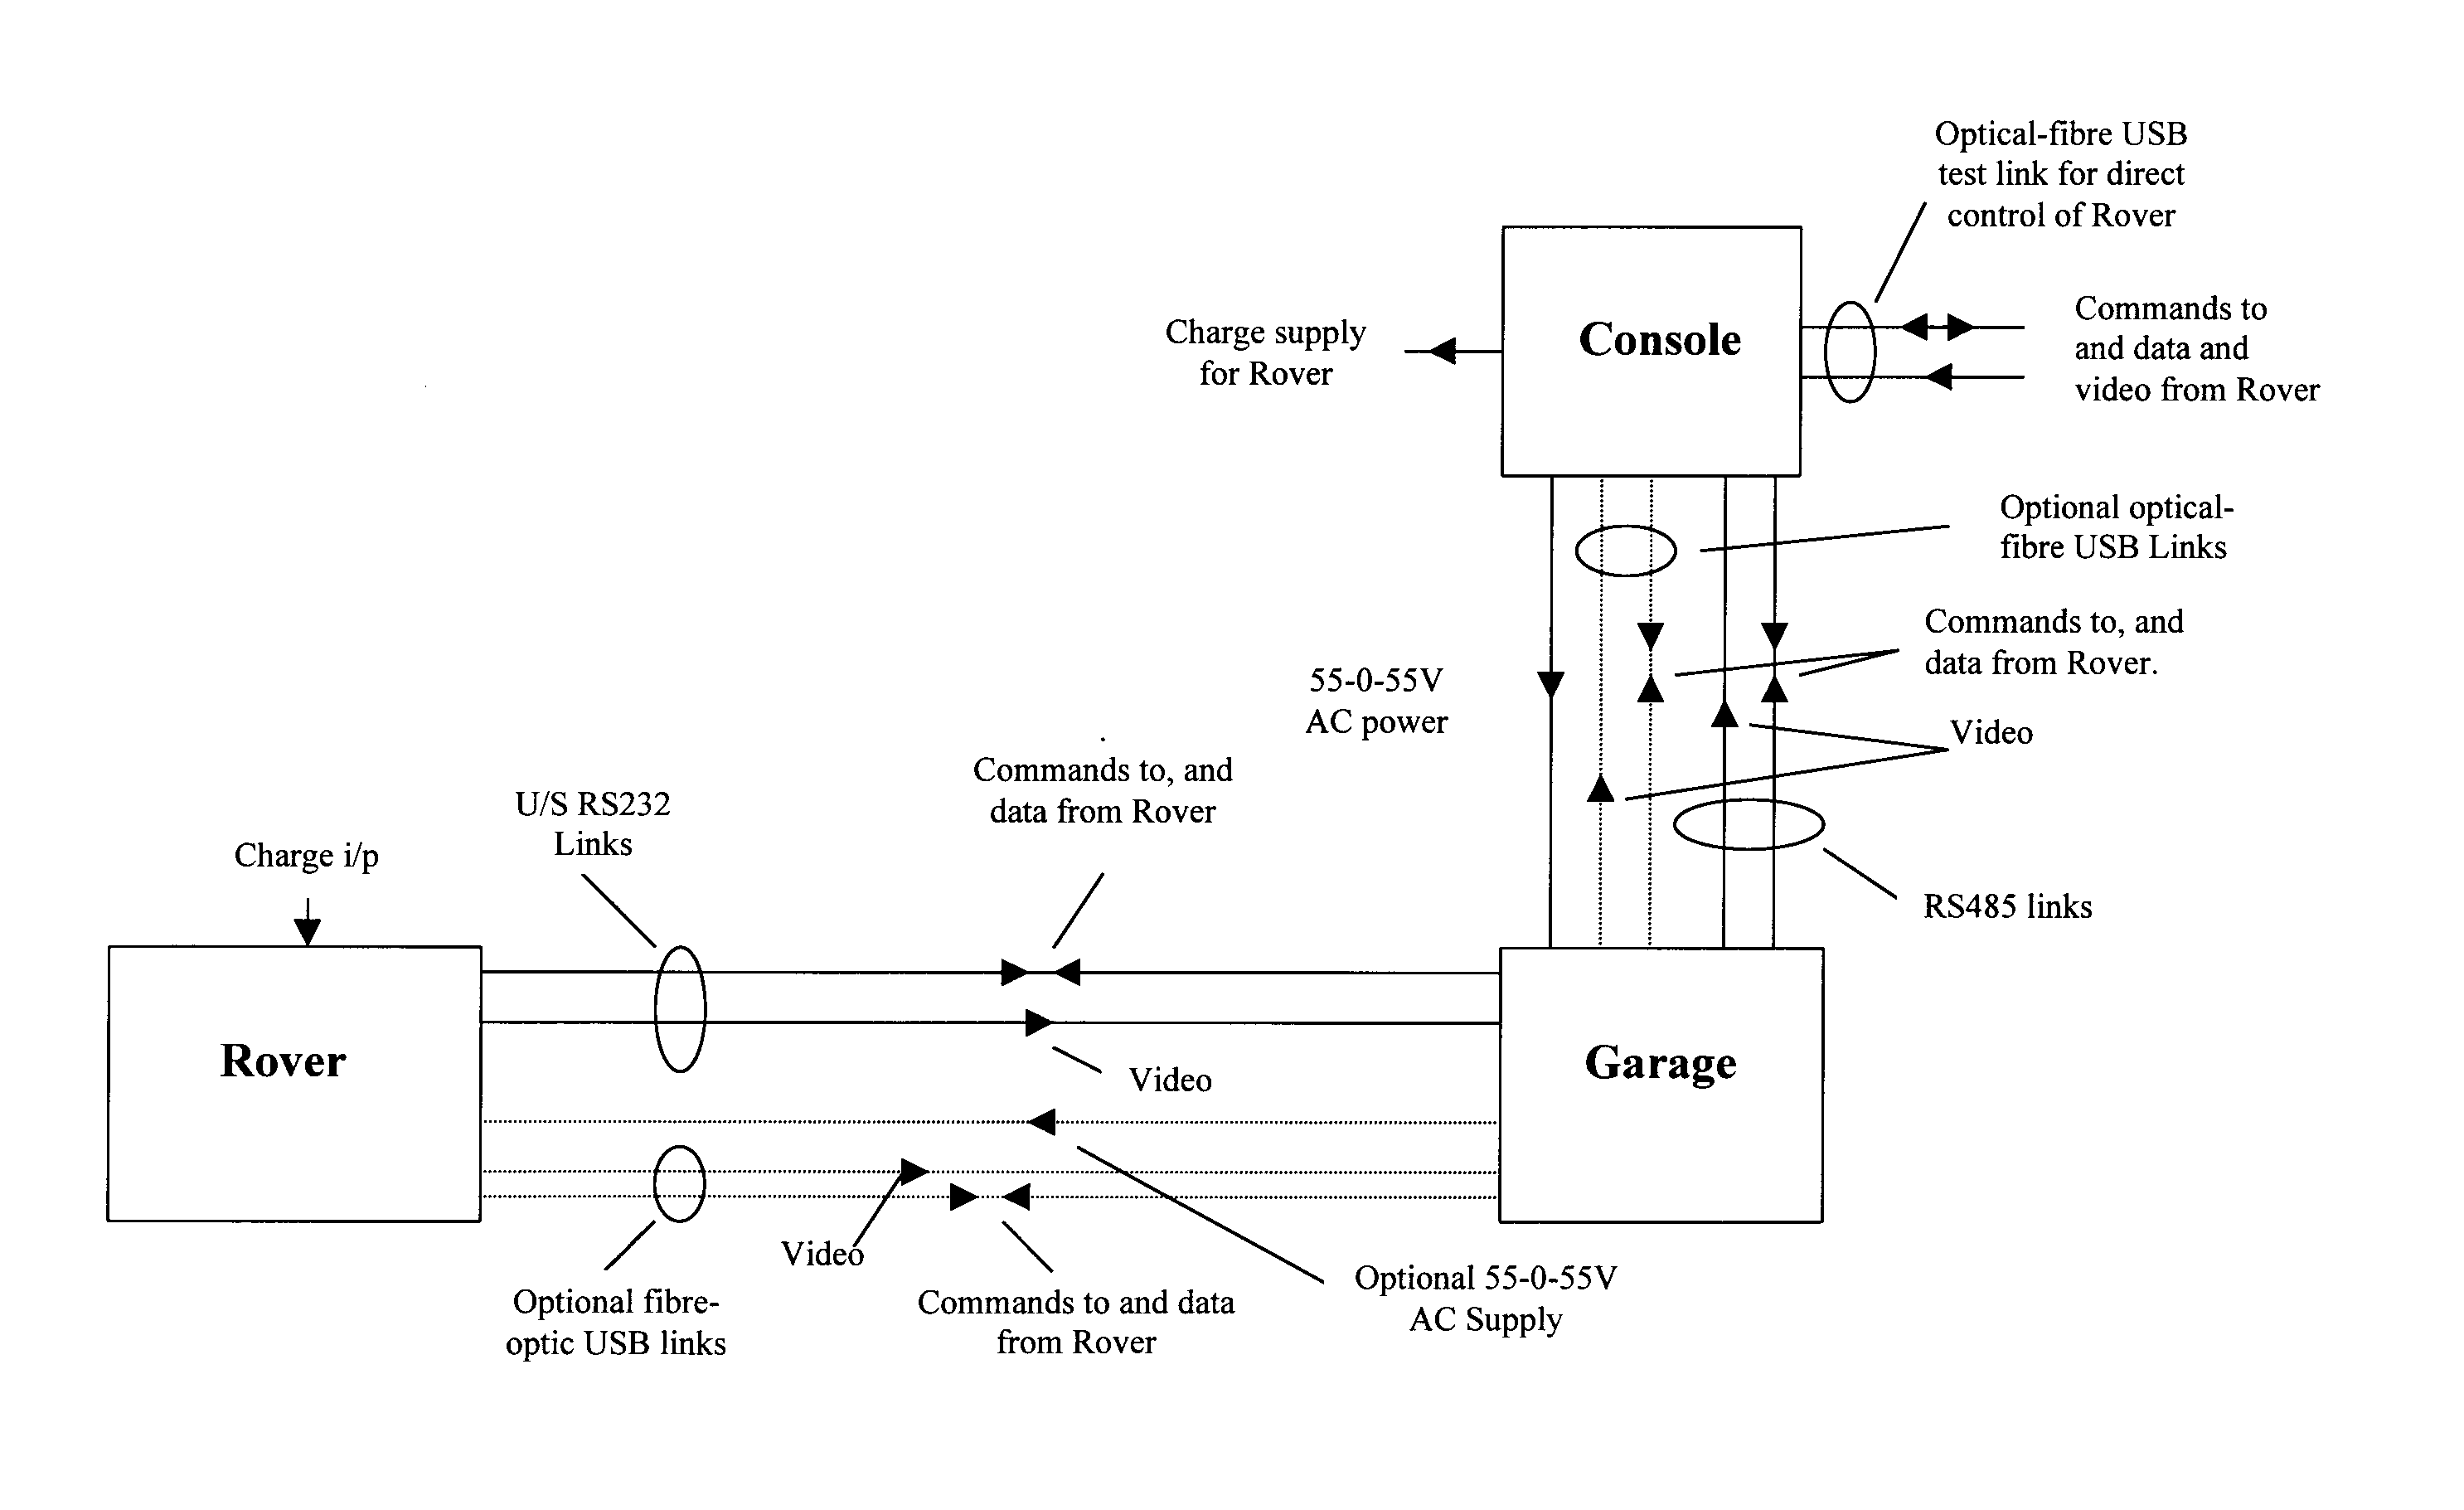 Optical-fibre USB
test link for direct
control of Rover
Console
Charge supply
for Rover
Commands to
and data and
video from Rover
Optional optical-
fibre USB Links
Commands to, and
data from Rover.
55-0-55V
AC power
Video
Commands to, and
data from Rover
U/S RS232
Links
Charge i/p
RS485 links
Rover
Garage
Video
Video
Optional fibre-
optic USB links
Commands to and data
from Rover
Optional 55-0-55V
AC Supply